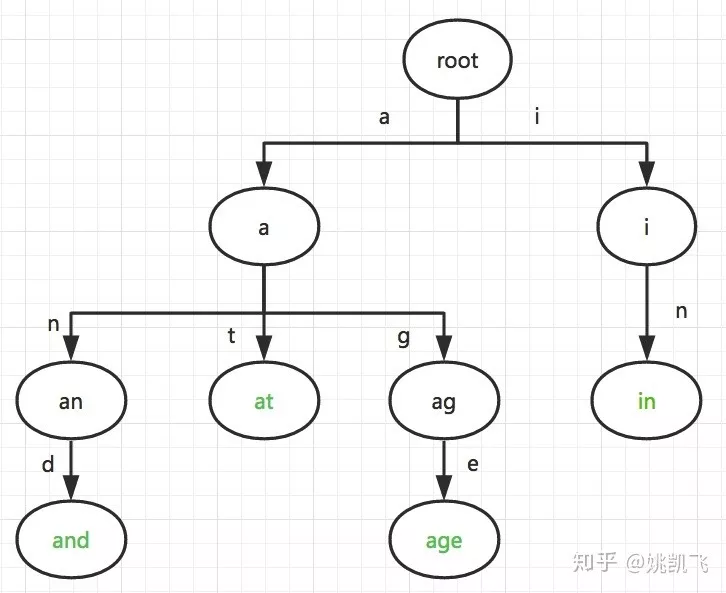 root
a i
a i
n t g n
an at ag in
d e
and age
知乎 @姚凯飞